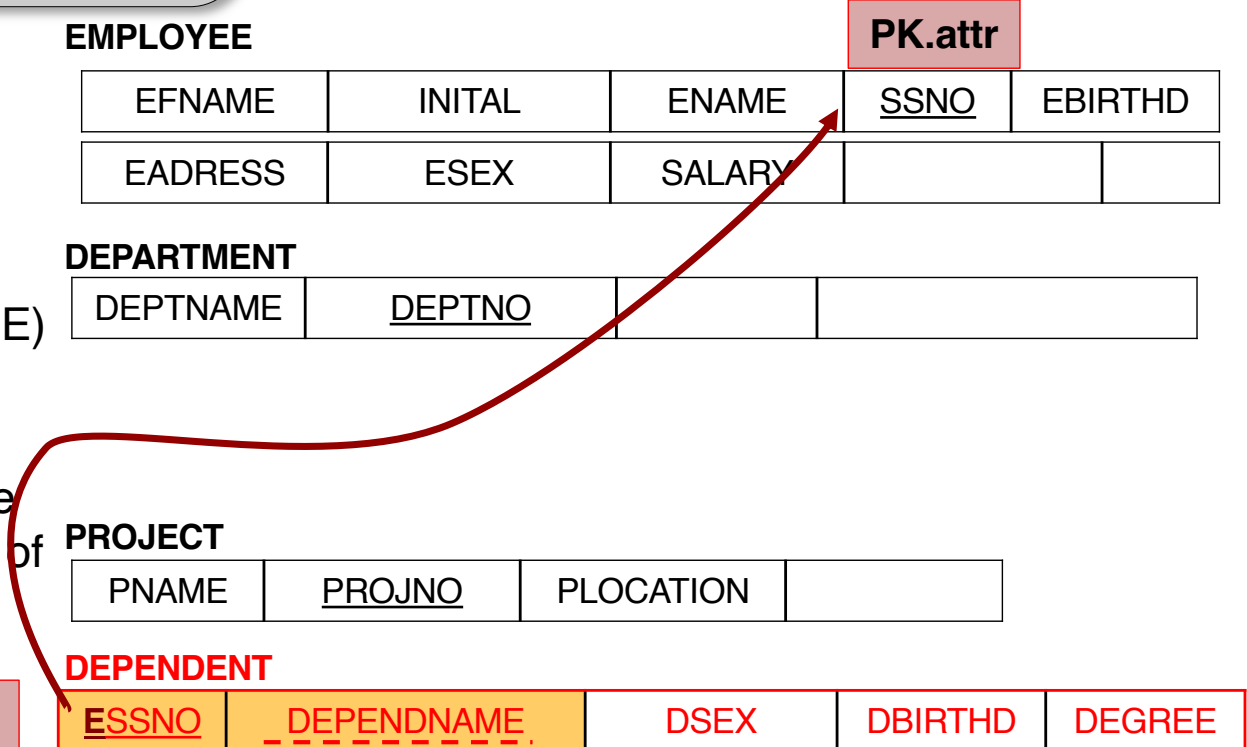 EMPLOYEE PK.attr
EFNAME INITAL ENAME SSNO EBIRTHD
EADRESS ESEX SALARY
DEPARTMENT
E) DEPTNAME DEPTNO
e
of PROJECT
PNAME PROJNO PLOCATION
DEPENDENT
ESSNO DEPENDNAME DSEX DBIRTHD DEGREE